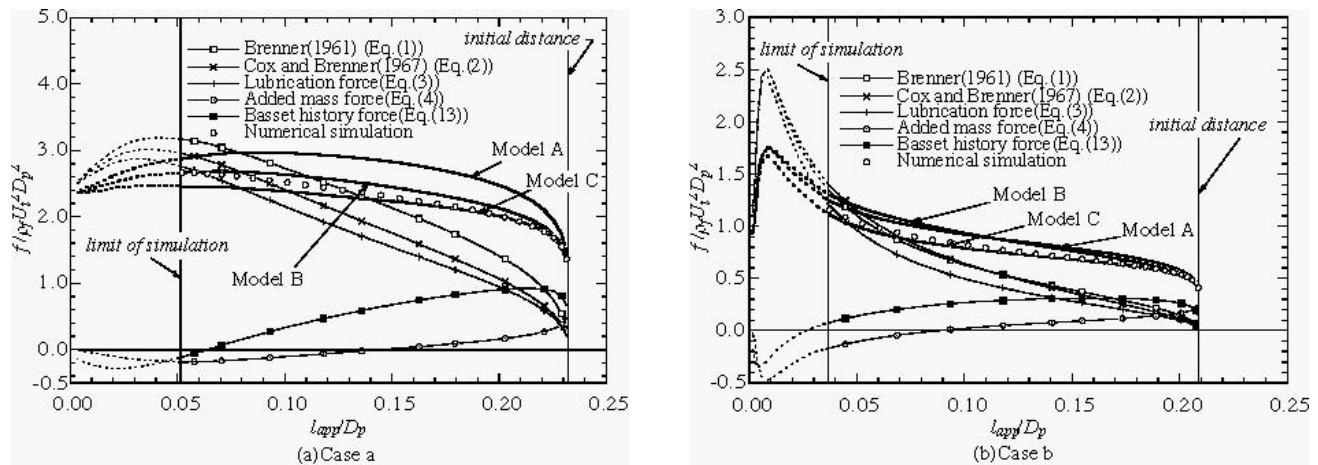 5.0
4.0
3.0
2.0
1.0
0.0
-0.5
f/ρfUi²Dp²
initial distance
Brenner(1961) (Eq.(1))
Cox and Brenner(1967) (Eq.(2))
Lubrication force(Eq.(3))
Added mass force(Eq.(4))
Basset history force(Eq.(13))
Numerical simulation
Model A
Model C
limit of simulation
Model B
0.00 0.05 0.10 0.15 0.20 0.25
lapp/Dp
(a)Case a
3.0
2.5
2.0
1.5
1.0
0.5
0.0
-0.5
f/ρfUi²Dp²
limit of simulation
Brenner(1961) (Eq.(1))
Cox and Brenner(1967) (Eq.(2))
Lubrication force(Eq.(3))
Added mass force(Eq.(4))
Basset history force(Eq.(13))
Numerical simulation
initial distance
Model B
Model C
Model A
0.00 0.05 0.10 0.15 0.20 0.25
lapp/Dp
(b)Case b